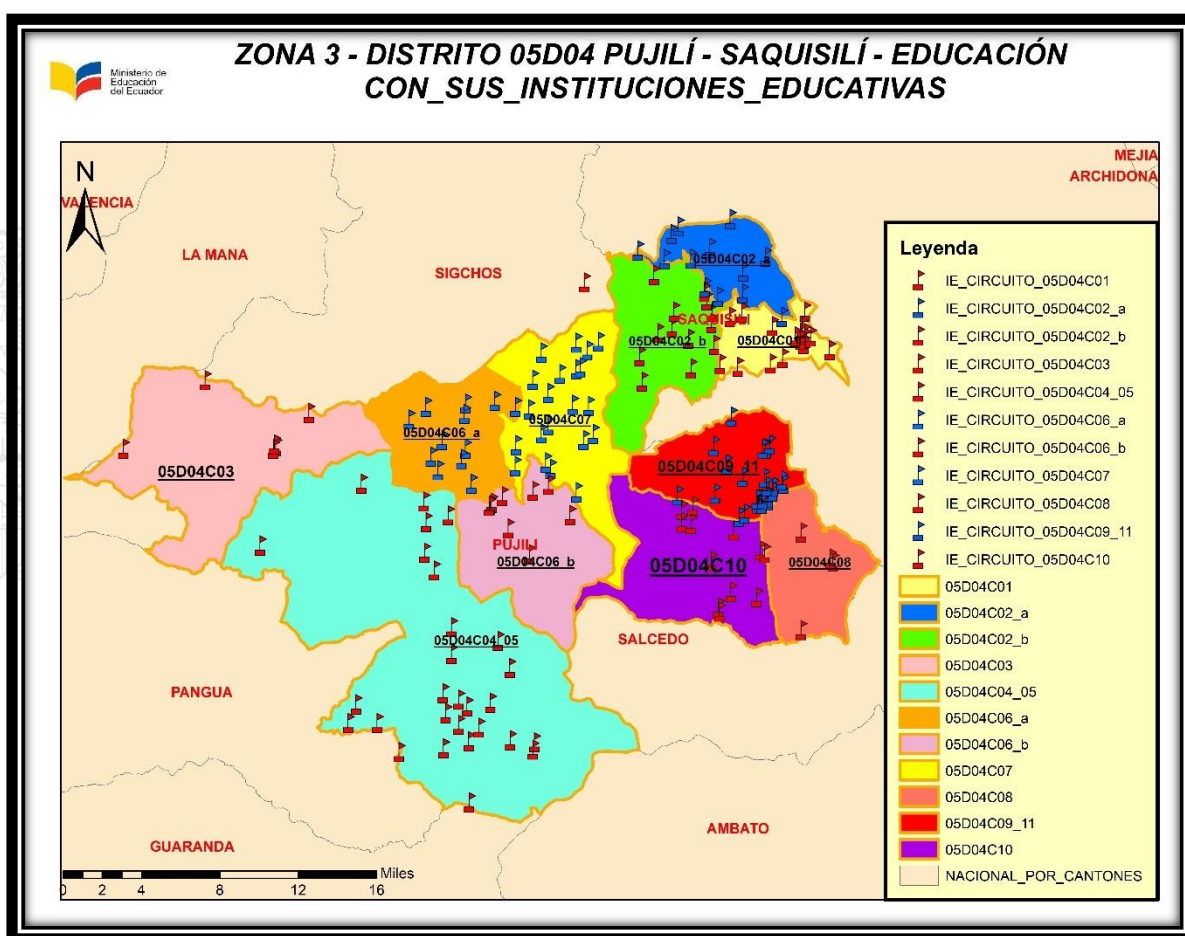 ZONA 3 - DISTRITO 05D04 PUJILÍ - SAQUISILÍ - EDUCACIÓN
CON_SUS_INSTITUCIONES_EDUCATIVAS
Ministerio de
Educación
del Ecuador
N
MEJIA
ARCHIDONA
VALENCIA
LA MANA
SIGCHOS
05D04C02_a
SAQUISILI
05D04C02_b
05D04C01
05D04C06_a
05D04C07
05D04C03
05D04C09_11
PUJILI
05D04C06_b
05D04C10
05D04C08
05D04C04_05
SALCEDO
PANGUA
AMBATO
GUARANDA
Miles
0 2 4 8 12 16
Leyenda
IE_CIRCUITO_05D04C01
IE_CIRCUITO_05D04C02_a
IE_CIRCUITO_05D04C02_b
IE_CIRCUITO_05D04C03
IE_CIRCUITO_05D04C04_05
IE_CIRCUITO_05D04C06_a
IE_CIRCUITO_05D04C06_b
IE_CIRCUITO_05D04C07
IE_CIRCUITO_05D04C08
IE_CIRCUITO_05D04C09_11
IE_CIRCUITO_05D04C10
05D04C01
05D04C02_a
05D04C02_b
05D04C03
05D04C04_05
05D04C06_a
05D04C06_b
05D04C07
05D04C08
05D04C09_11
05D04C10
NACIONAL_POR_CANTONES